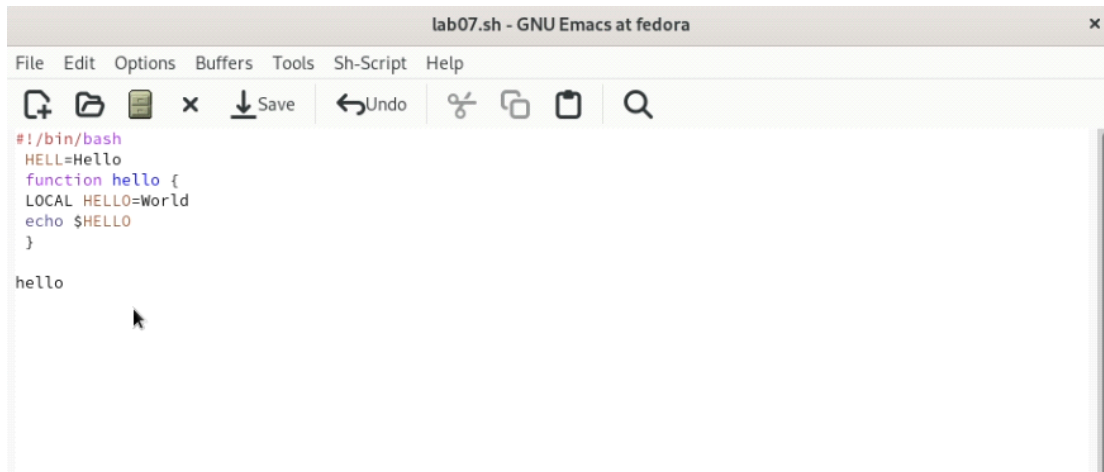 lab07.sh - GNU Emacs at fedora
File Edit Options Buffers Tools Sh-Script Help
Save Undo
#!/bin/bash
HELL=Hello
function hello {
LOCAL HELLO=World
echo $HELLO
}
hello